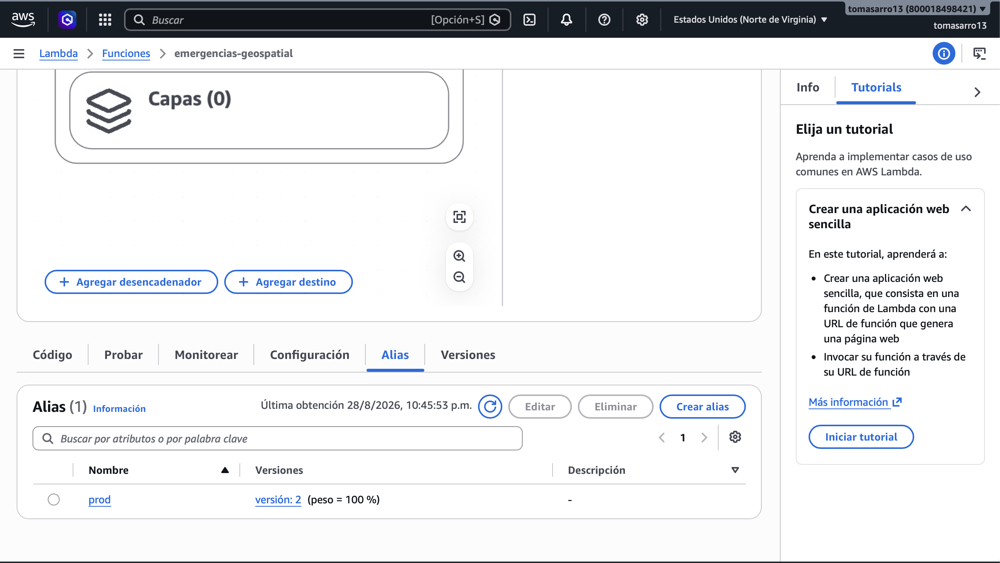 aws
Buscar
[Opción+S]
Estados Unidos (Norte de Virginia)
tomasarro13 (800018498421)
tomasarro13
Lambda
Funciones
emergencias-geospatial
Capas (0)
Agregar desencadenador
Agregar destino
Código
Probar
Monitorear
Configuración
Alias
Versiones
Alias (1)
Información
Última obtención 28/8/2026, 10:45:53 p.m.
Editar
Eliminar
Crear alias
Buscar por atributos o por palabra clave
1
Nombre
Versiones
Descripción
prod
versión: 2 (peso = 100 %)
-
Info
Tutorials
Elija un tutorial
Aprenda a implementar casos de uso
comunes en AWS Lambda.
Crear una aplicación web
sencilla
En este tutorial, aprenderá a:
• Crear una aplicación web
sencilla, que consista en una
función de Lambda con una
URL de función que genera
una página web
• Invocar su función a través de
su URL de función
Más información
Iniciar tutorial